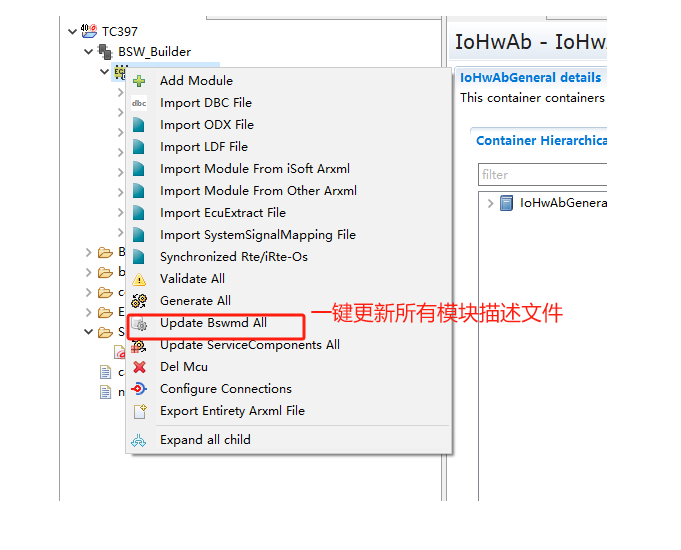 TC397
BSW_Builder
Add Module
Import DBC File
Import ODX File
Import LDF File
Import Module From iSoft Arxml
Import Module From Other Arxml
Import EcuExtract File
Import SystemSignalMapping File
Synchronized Rte/iRte-Os
Validate All
Generate All
Update Bswmd All
Update ServiceComponents All
Del Mcu
Configure Connections
Export Entirety Arxml File
Expand all child
一键更新所有模块描述文件
dbc
B
b
c
E
S
c
n
IoHwAb - IoHw
IoHwAbGeneral details
This container containers
Container Hierarchica
filter
IoHwAbGenera